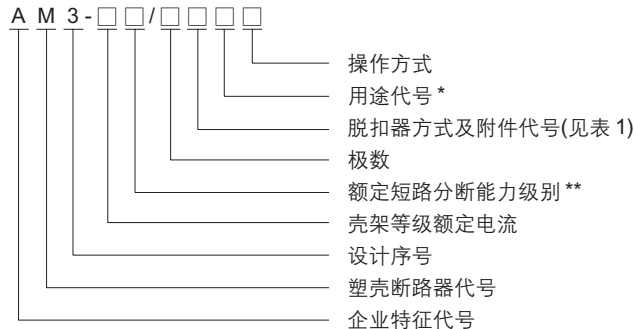 AM3-□□/□□□□
操作方式
用途代号*
脱扣器方式及附件代号(见表 1)
极数
额定短路分断能力级别**
壳架等级额定电流
设计序号
塑壳断路器代号
企业特征代号